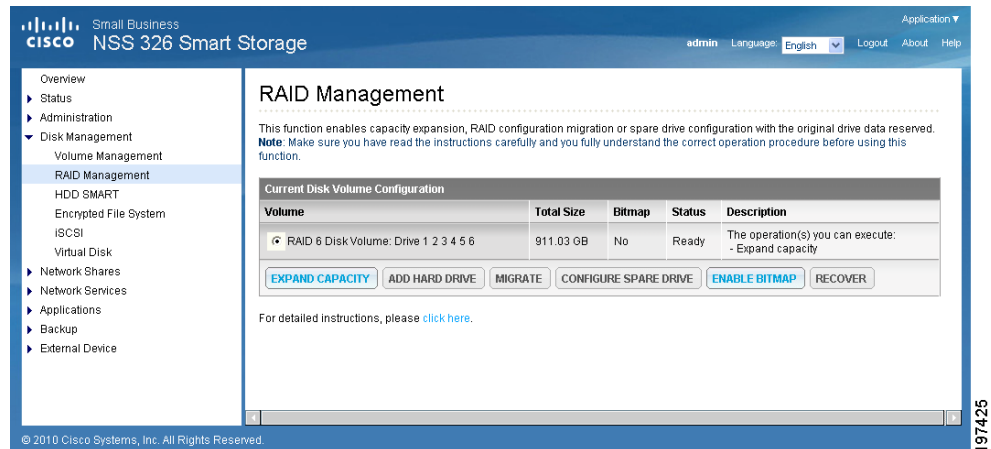 Small Business
CISCO NSS 326 Smart Storage
Application
admin Language: English Logout About Help
Overview
Status
Administration
Disk Management
Volume Management
RAID Management
HDD SMART
Encrypted File System
iSCSI
Virtual Disk
Network Shares
Network Services
Applications
Backup
External Device
RAID Management
This function enables capacity expansion, RAID configuration migration or spare drive configuration with the original drive data reserved.
Note: Make sure you have read the instructions carefully and you fully understand the correct operation procedure before using this
function.
Current Disk Volume Configuration
Volume Total Size Bitmap Status Description
RAID 6 Disk Volume: Drive 1 2 3 4 5 6 911.03 GB No Ready The operation(s) you can execute:
- Expand capacity
EXPAND CAPACITY ADD HARD DRIVE MIGRATE CONFIGURE SPARE DRIVE ENABLE BITMAP RECOVER
For detailed instructions, please click here.
© 2010 Cisco Systems, Inc. All Rights Reserved.
197425